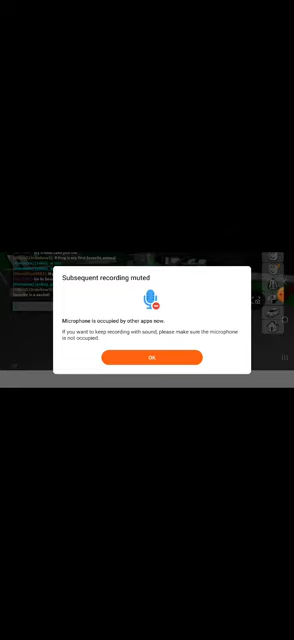 Subsequent recording muted
Microphone is occupied by other apps now.
If you want to keep recording with sound, please make sure the microphone
is not occupied.
OK